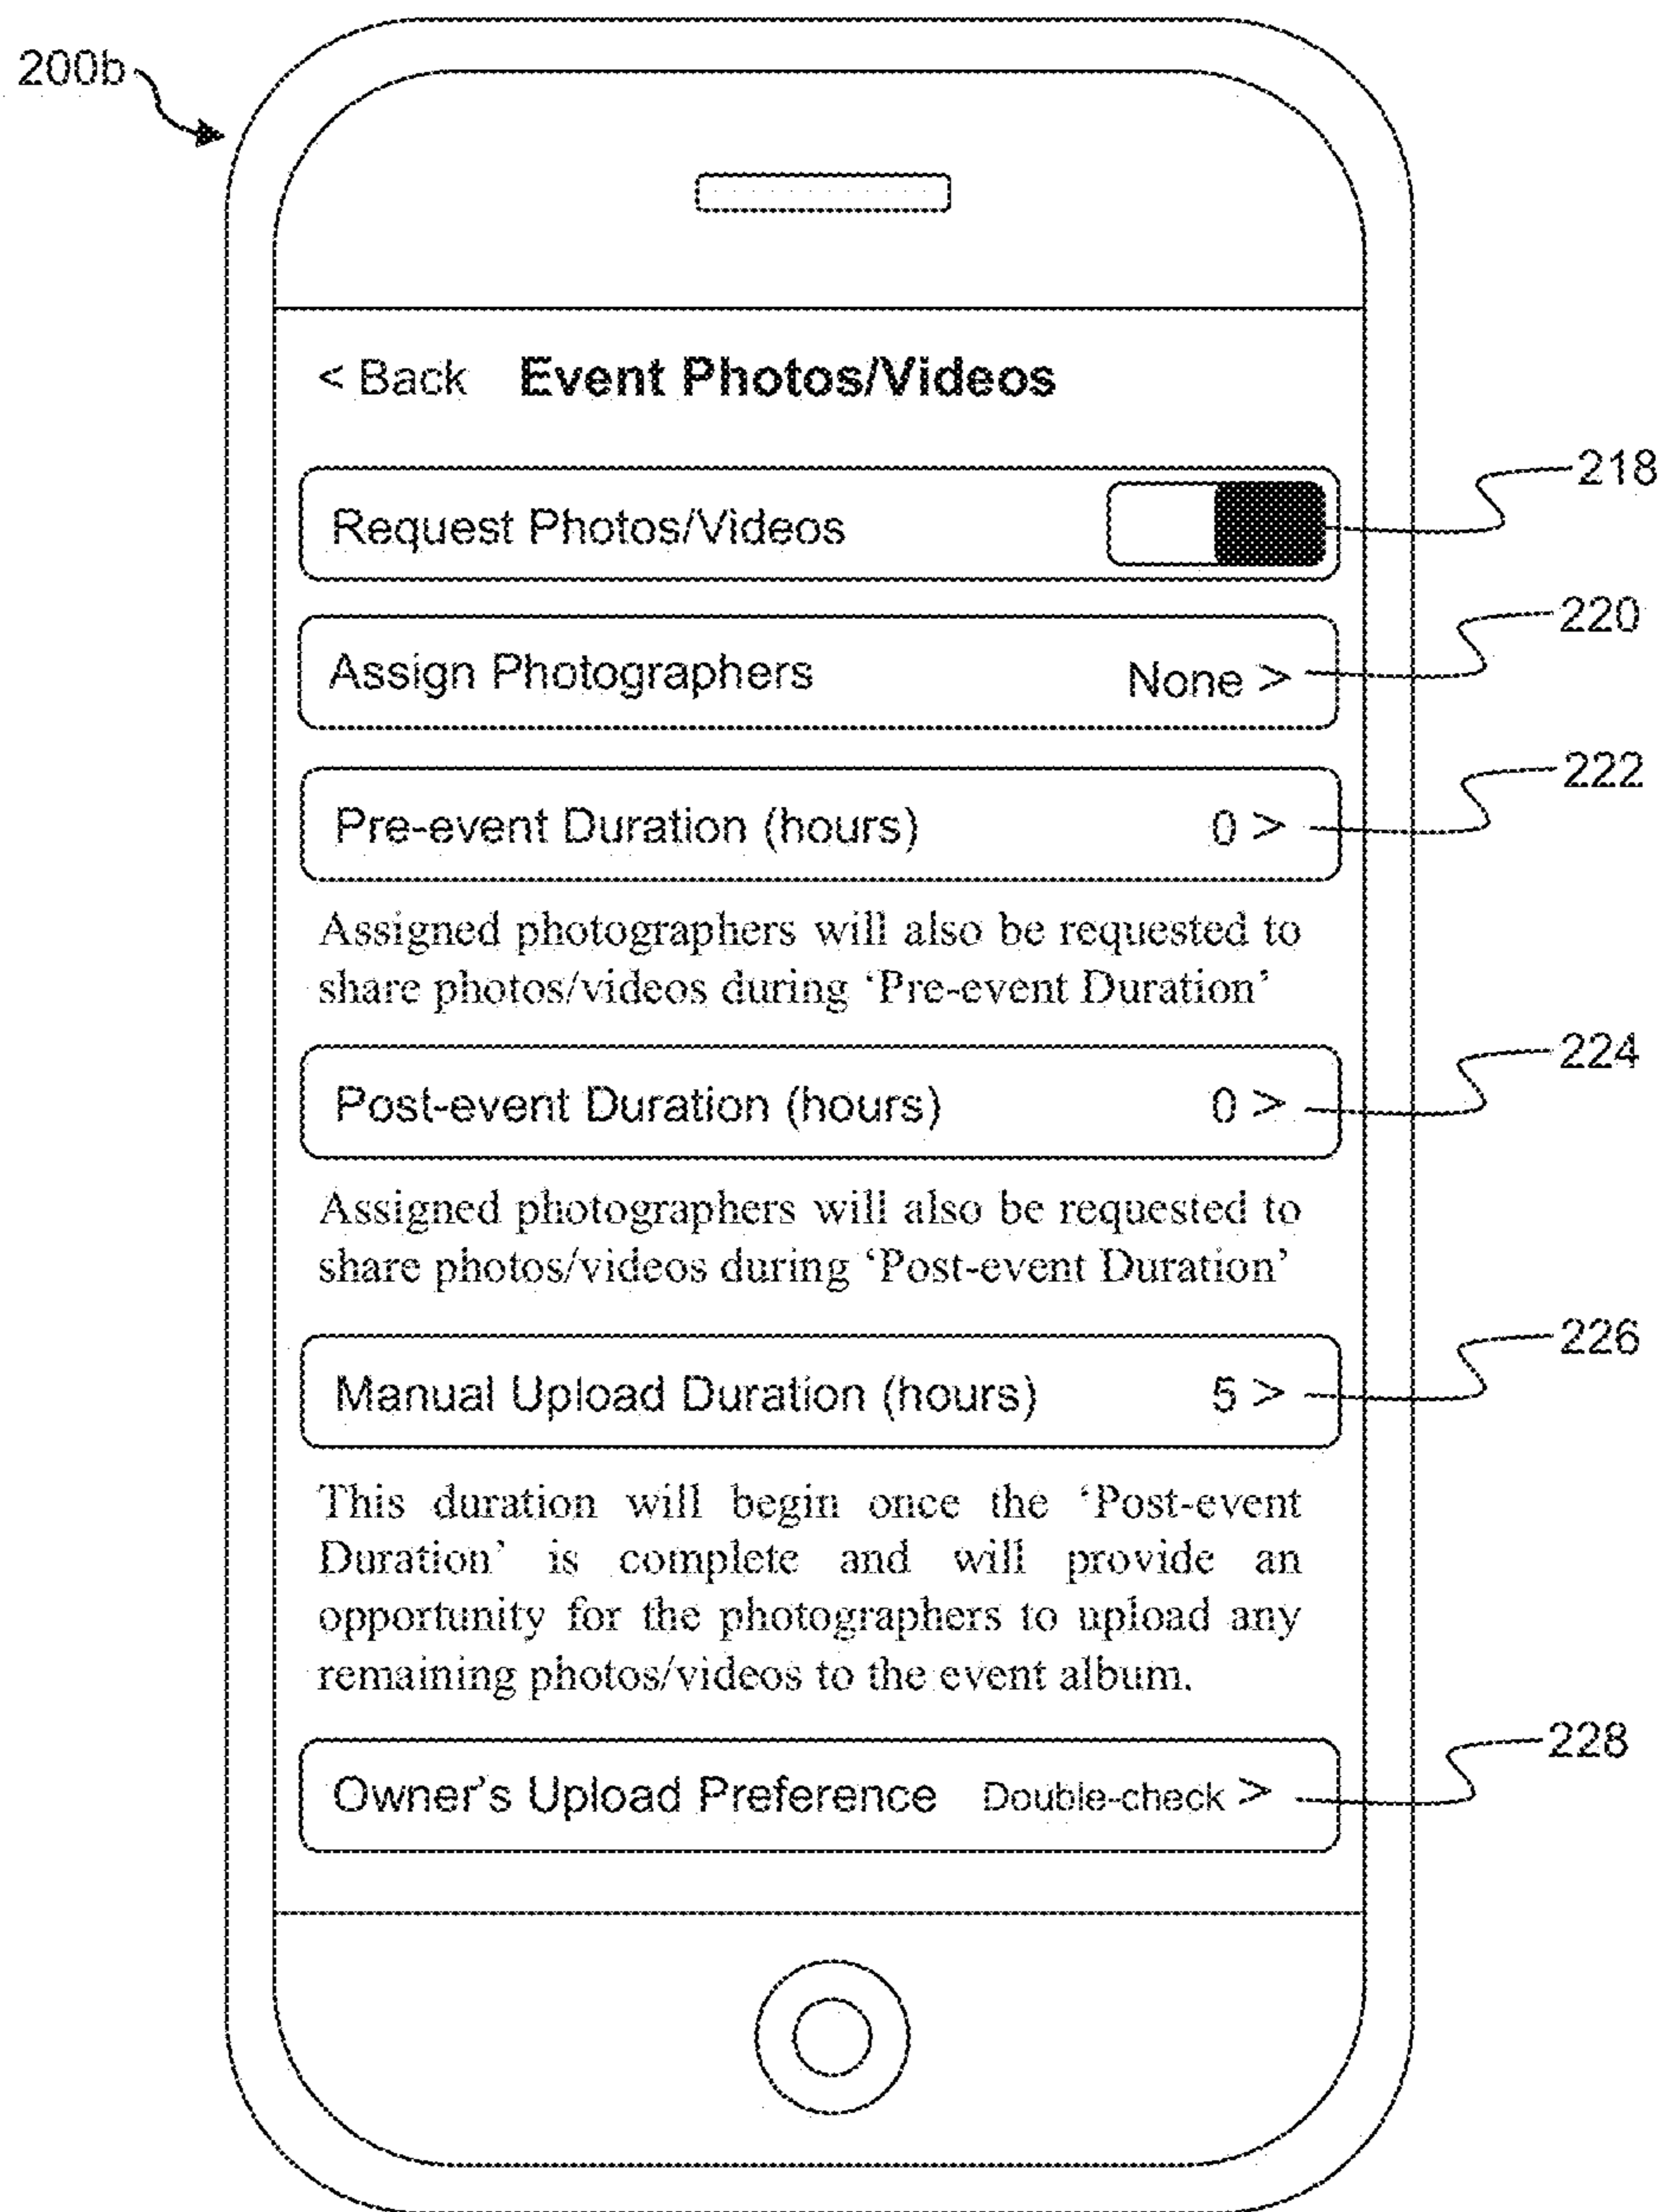 200b
< Back Event Photos/Videos
Request Photos/Videos
218
Assign Photographers None >
220
Pre-event Duration (hours) 0 >
222
Assigned photographers will also be requested to
share photos/videos during ‘Pre-event Duration’
Post-event Duration (hours) 0 >
224
Assigned photographers will also be requested to
share photos/videos during ‘Post-event Duration’
Manual Upload Duration (hours) 5 >
226
This duration will begin once the ‘Post-event
Duration’ is complete and will provide an
opportunity for the photographers to upload any
remaining photos/videos to the event album.
Owner's Upload Preference Double-check >
228